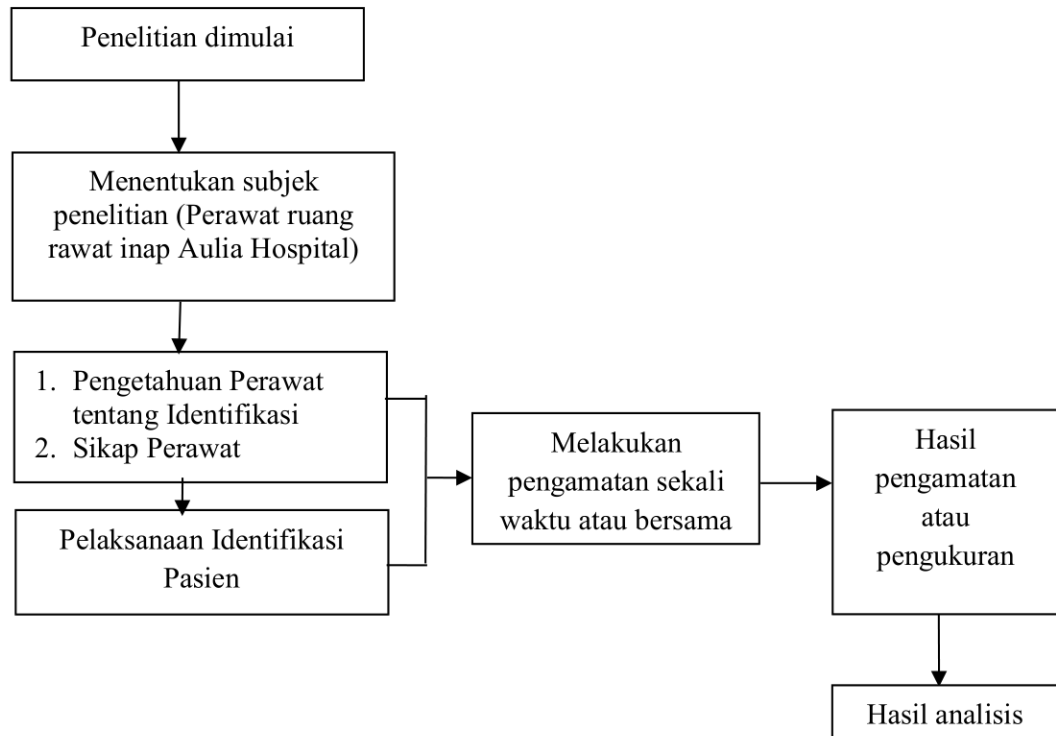 Penelitian dimulai
Menentukan subjek
penelitian (Perawat ruang
rawat inap Aulia Hospital)
1. Pengetahuan Perawat
tentang Identifikasi
2. Sikap Perawat
Pelaksanaan Identifikasi
Pasien
Melakukan
pengamatan sekali
waktu atau bersama
Hasil
pengamatan
atau
pengukuran
Hasil analisis